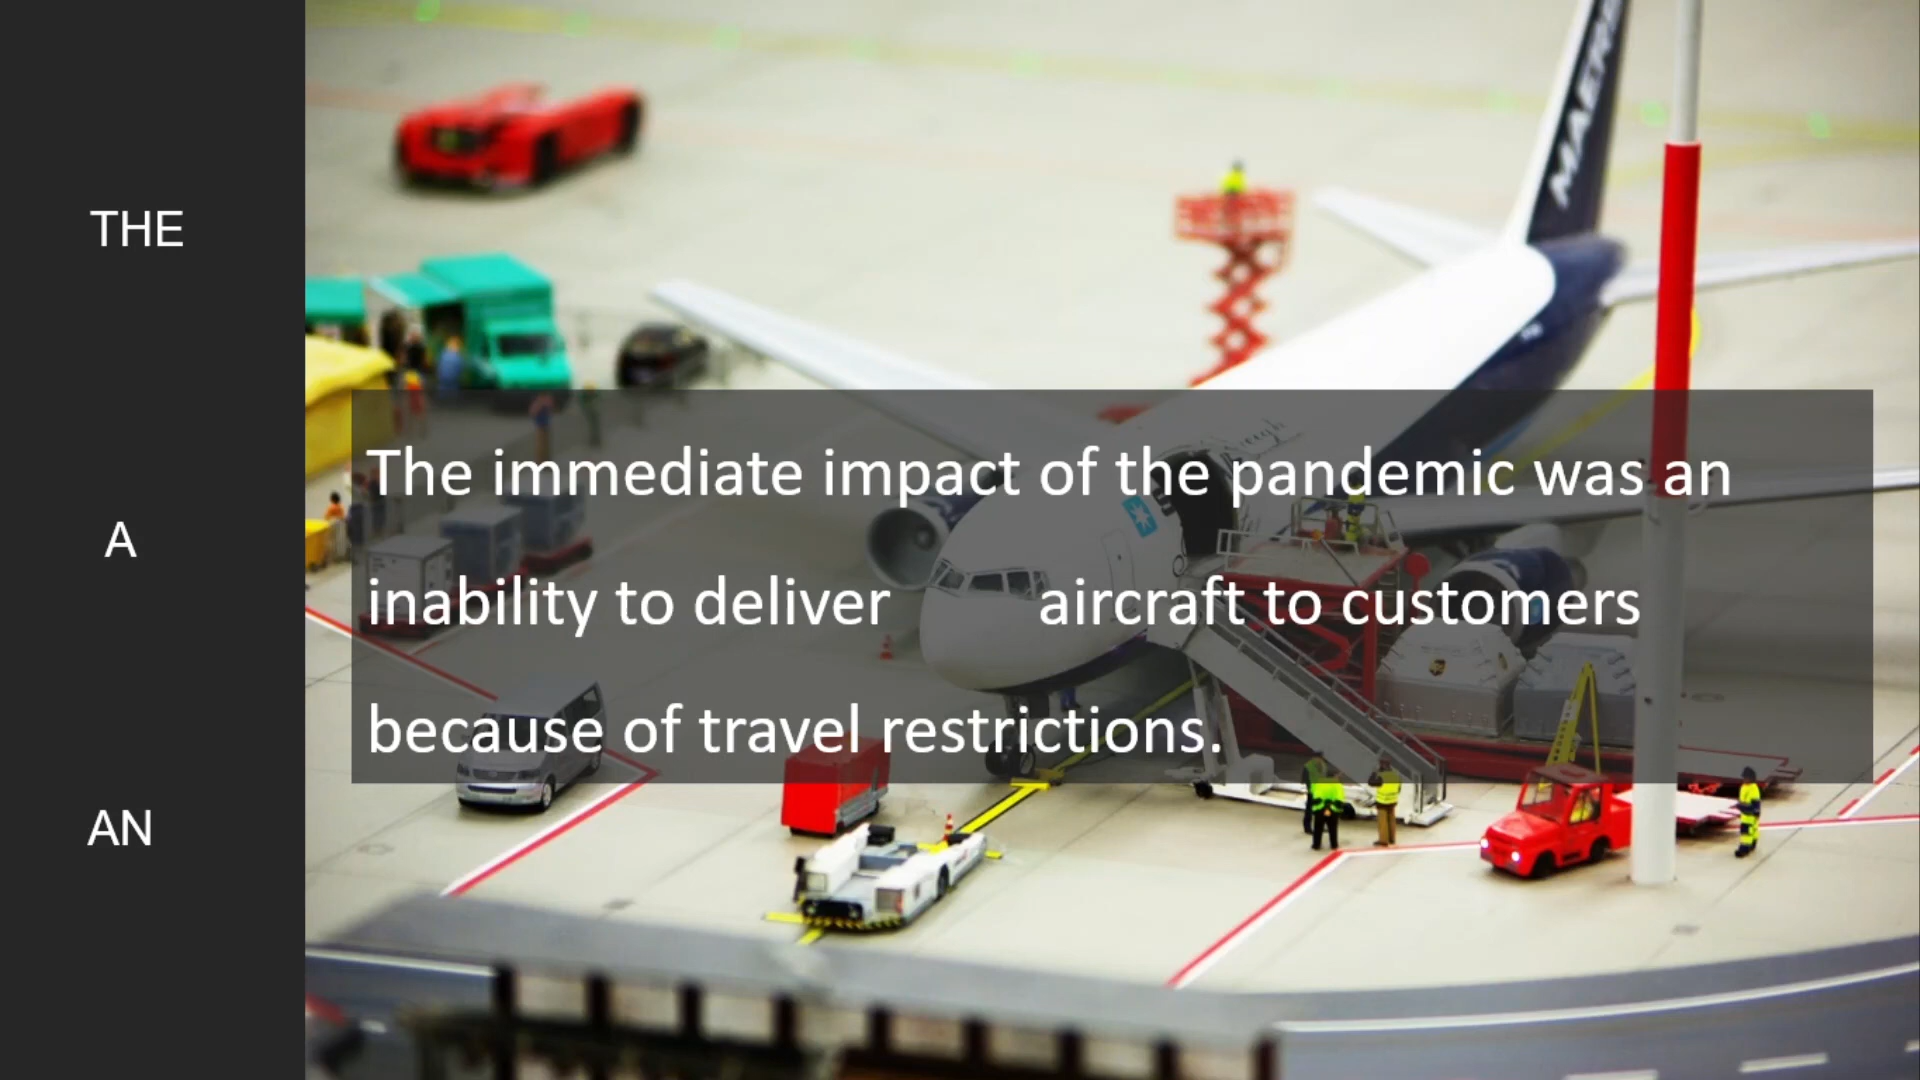 THE
A
AN
The immediate impact of the pandemic was an
inability to deliver aircraft to customers
because of travel restrictions.
MAERS